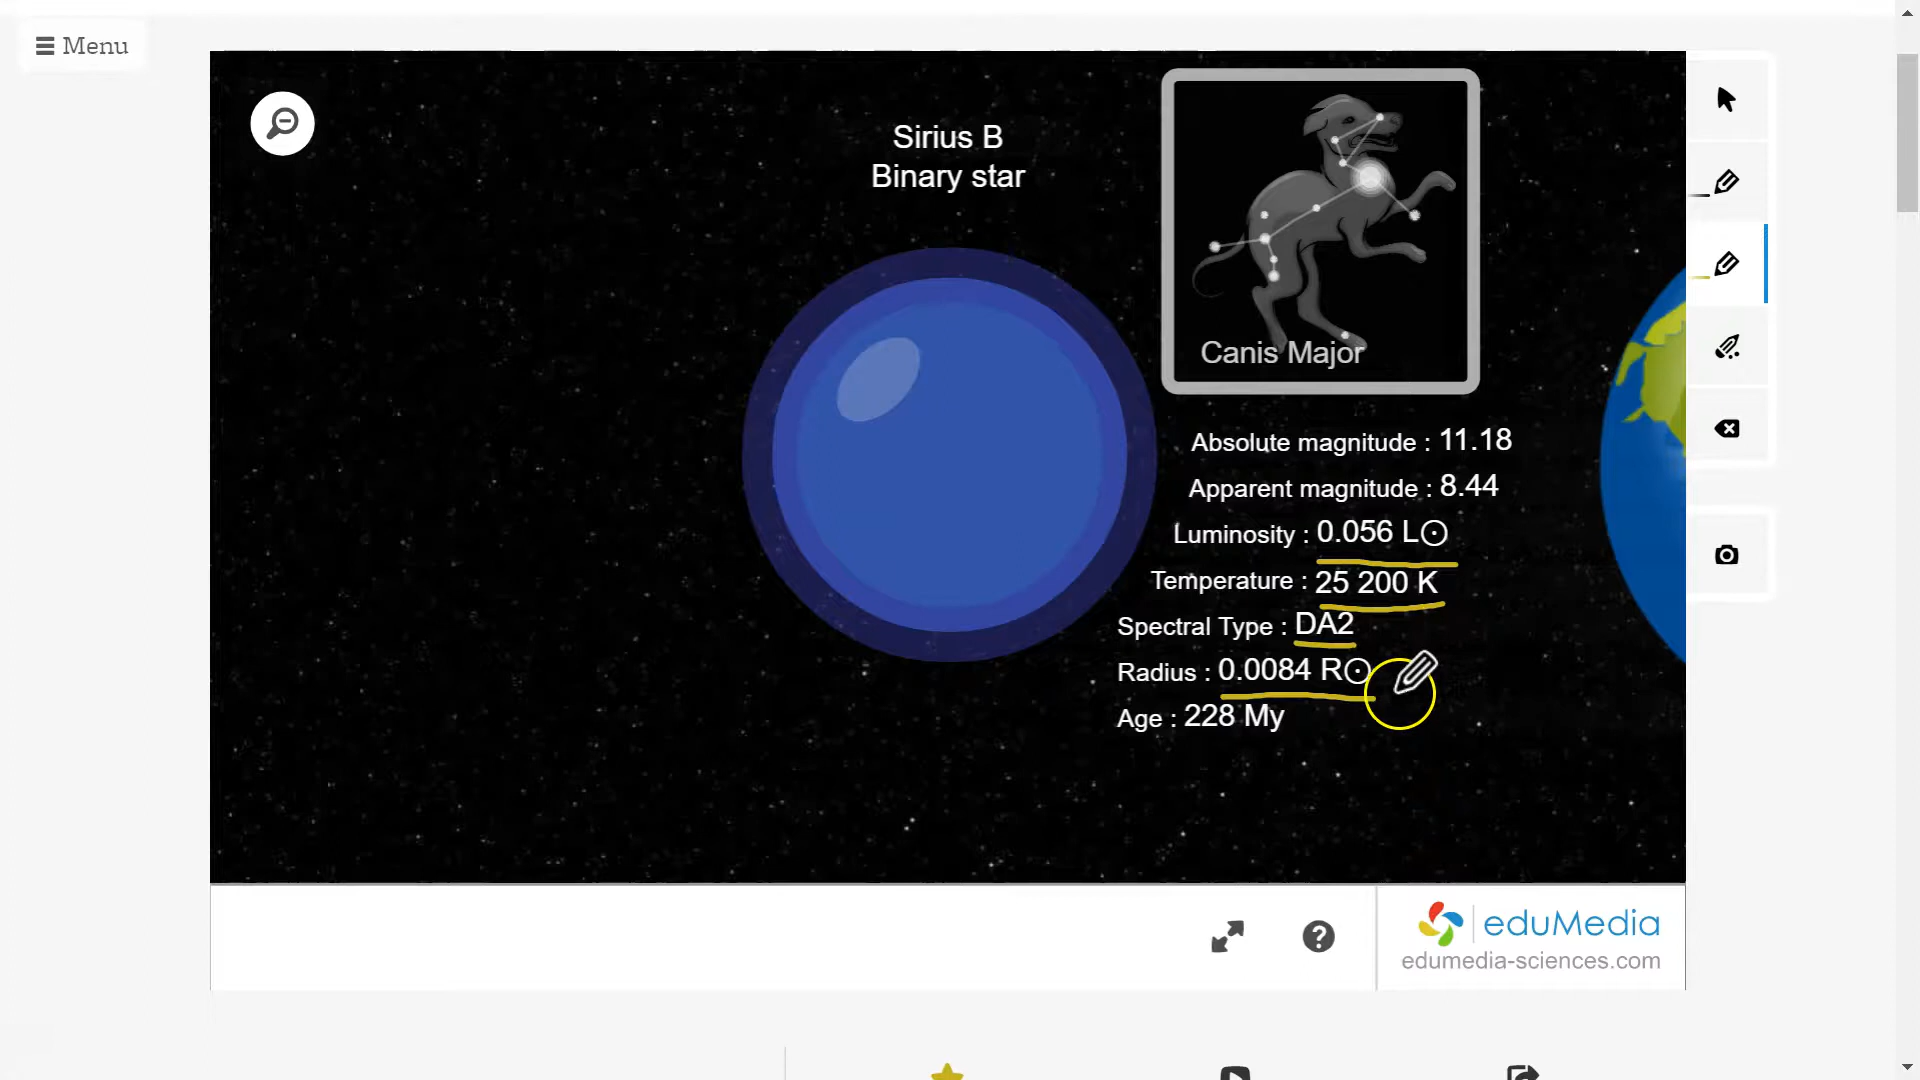 Menu
Sirius B
Binary star
Canis Major
Absolute magnitude : 11.18
Apparent magnitude : 8.44
Luminosity : 0.056 L⊙
Temperature : 25 200 K
Spectral Type : DA2
Radius : 0.0084 R⊙
Age : 228 My
eduMedia
edumedia-sciences.com